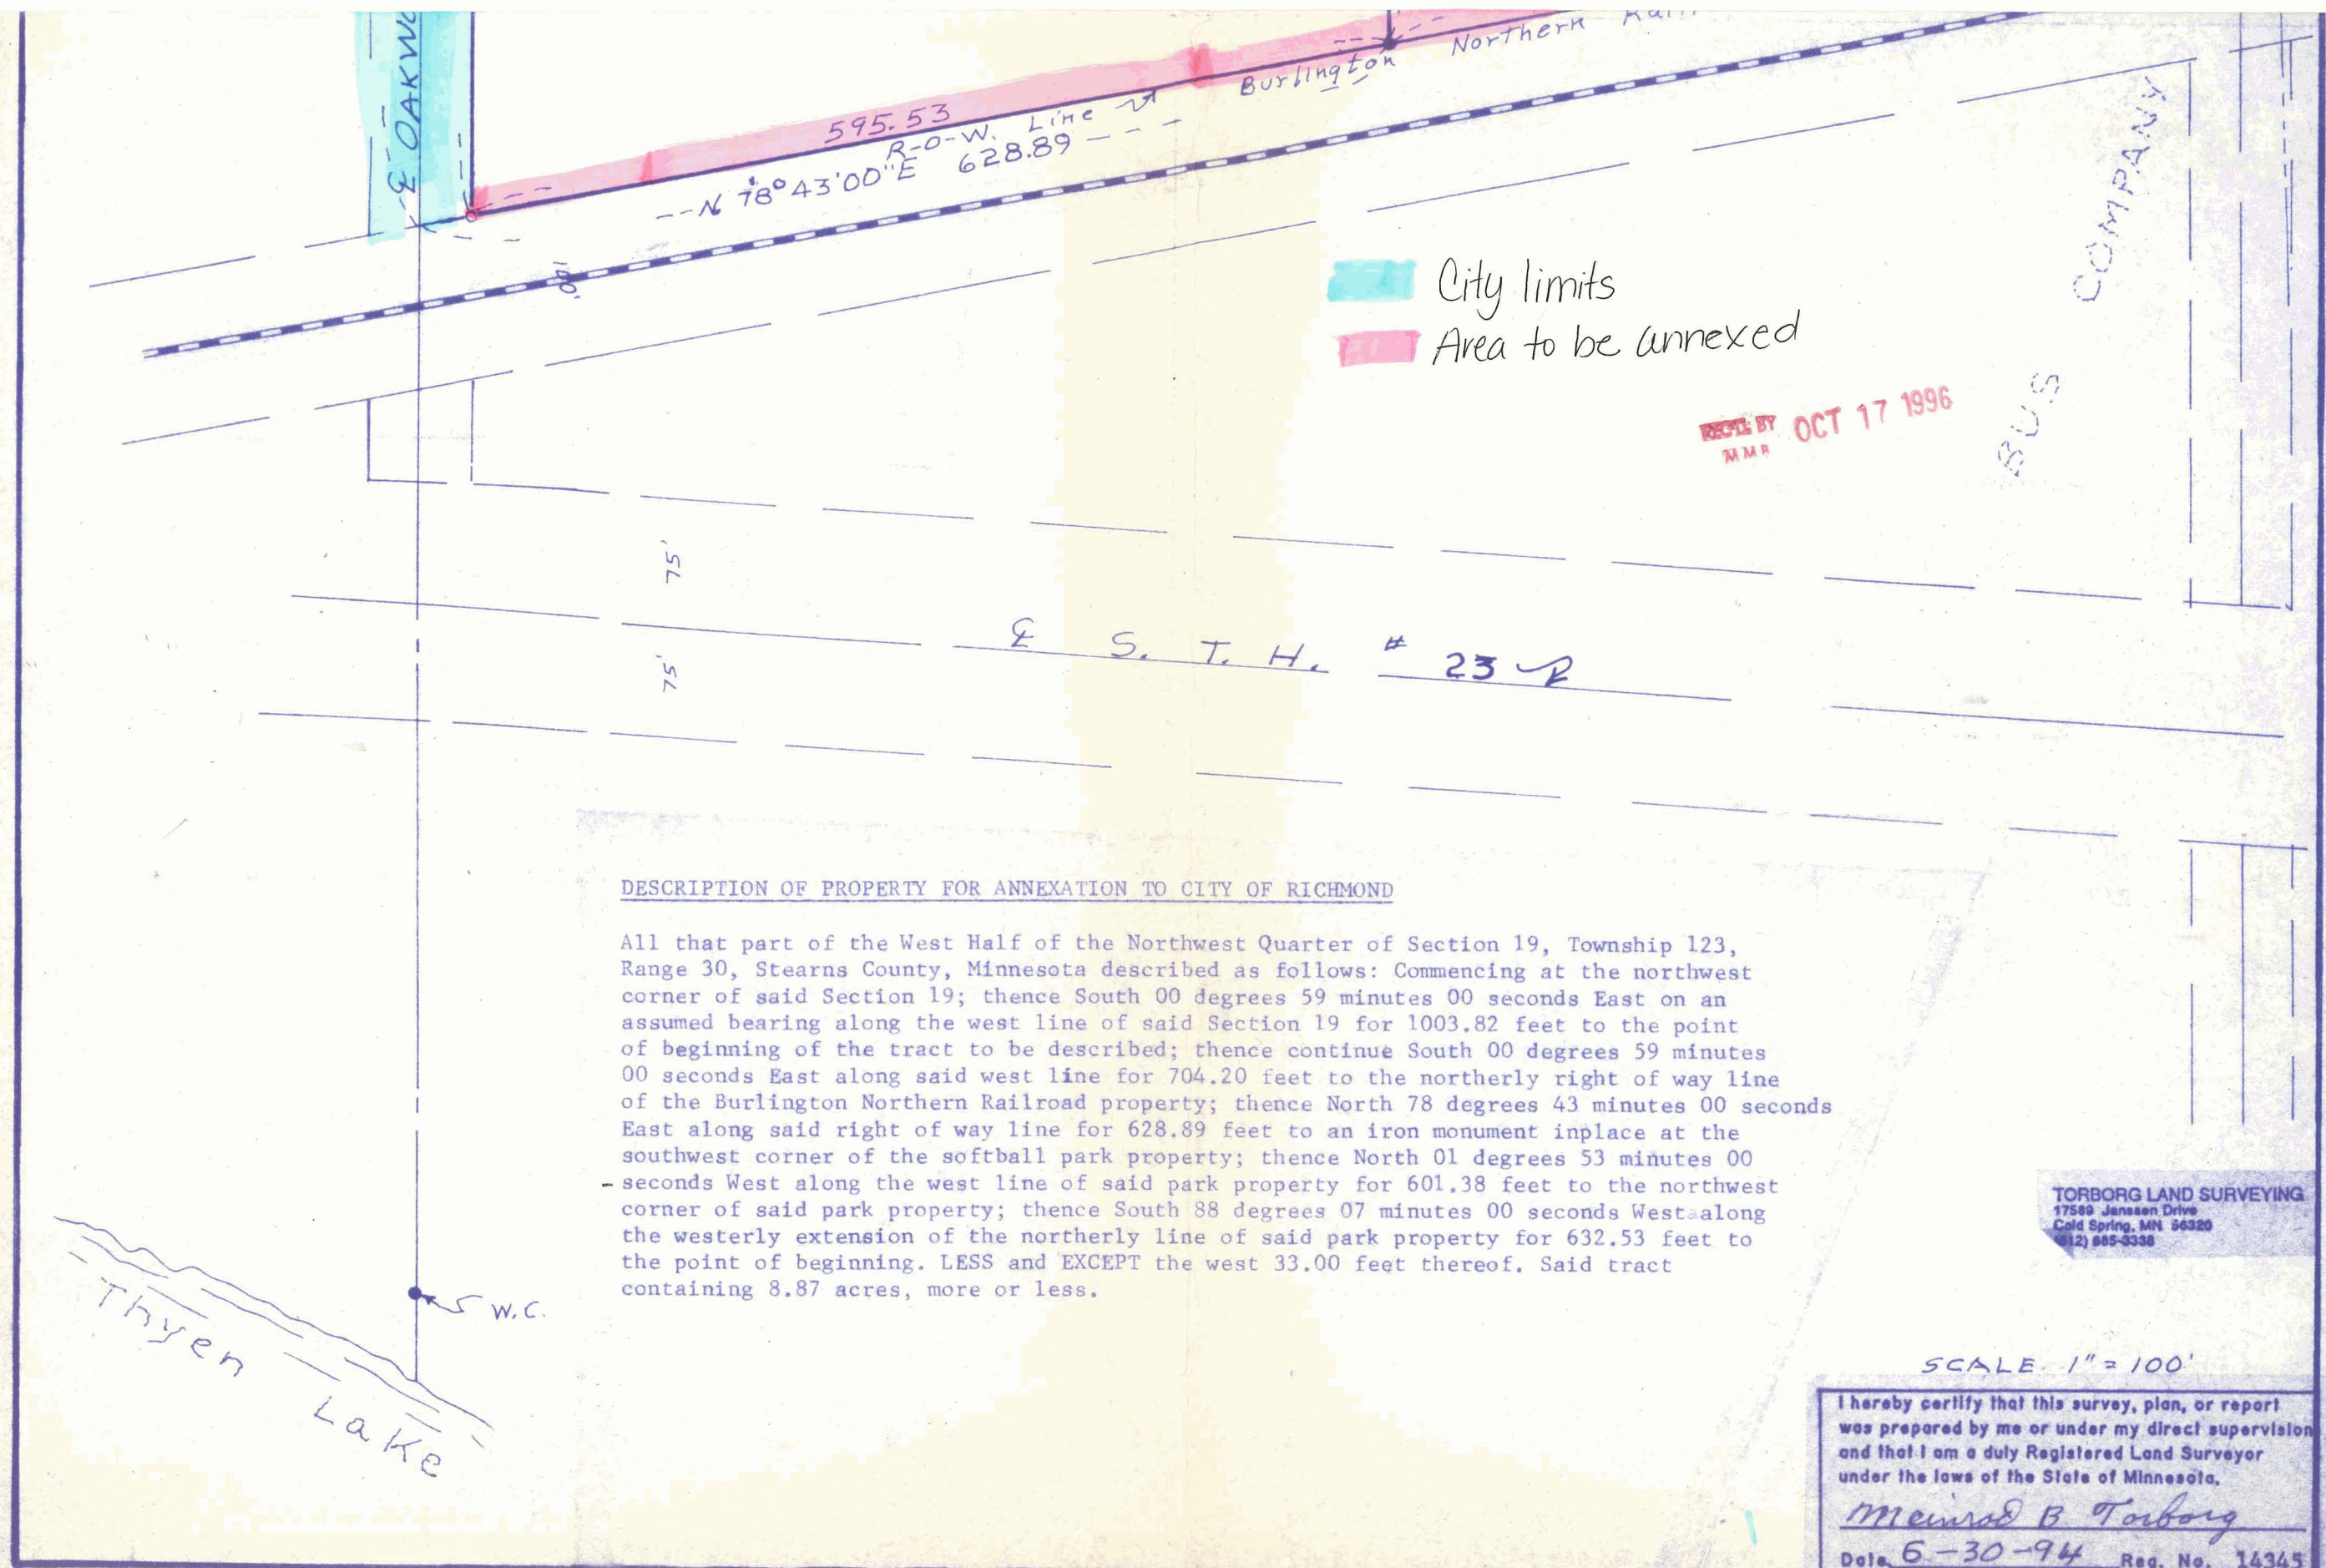 ℄ OAKWO
595.53
R-O-W. Line
N 78°43'00"E 628.89
Burlington Northern
100'
City limits
Area to be annexed
REC'D. BY OCT 17 1996
M M B
BUS COMPANY
75'
75'
℄ S. T. H. # 23
DESCRIPTION OF PROPERTY FOR ANNEXATION TO CITY OF RICHMOND
All that part of the West Half of the Northwest Quarter of Section 19, Township 123,
Range 30, Stearns County, Minnesota described as follows: Commencing at the northwest
corner of said Section 19; thence South 00 degrees 59 minutes 00 seconds East on an
assumed bearing along the west line of said Section 19 for 1003.82 feet to the point
of beginning of the tract to be described; thence continue South 00 degrees 59 minutes
00 seconds East along said west line for 704.20 feet to the northerly right of way line
of the Burlington Northern Railroad property; thence North 78 degrees 43 minutes 00 seconds
East along said right of way line for 628.89 feet to an iron monument inplace at the
southwest corner of the softball park property; thence North 01 degrees 53 minutes 00
seconds West along the west line of said park property for 601.38 feet to the northwest
corner of said park property; thence South 88 degrees 07 minutes 00 seconds West along
the westerly extension of the northerly line of said park property for 632.53 feet to
the point of beginning. LESS and EXCEPT the west 33.00 feet thereof. Said tract
containing 8.87 acres, more or less.
W.C.
Thyen Lake
TORBORG LAND SURVEYING
17589 Janssen Drive
Cold Spring, MN 56320
(612) 685-3338
SCALE 1" = 100'
I hereby certify that this survey, plan, or report
was prepared by me or under my direct supervision
and that I am a duly Registered Land Surveyor
under the laws of the State of Minnesota.
Meinrad B Torborg
Date 6-30-94 Reg. No. 14345